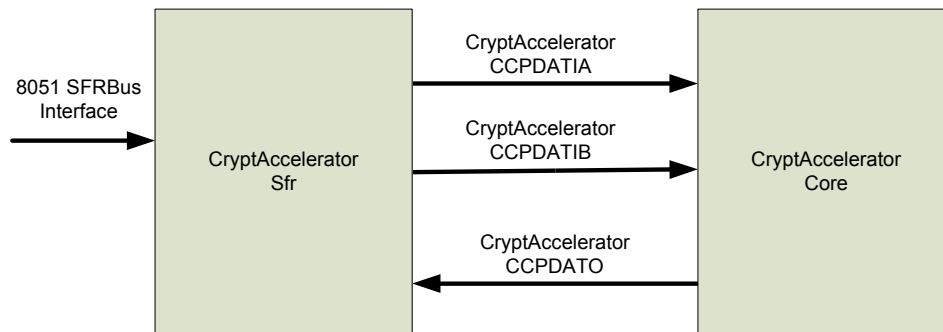 8051 SFRBus
Interface
CryptAccelerator
Sfr
CryptAccelerator
CCPDATIA
CryptAccelerator
CCPDATIB
CryptAccelerator
CCPDATO
CryptAccelerator
Core